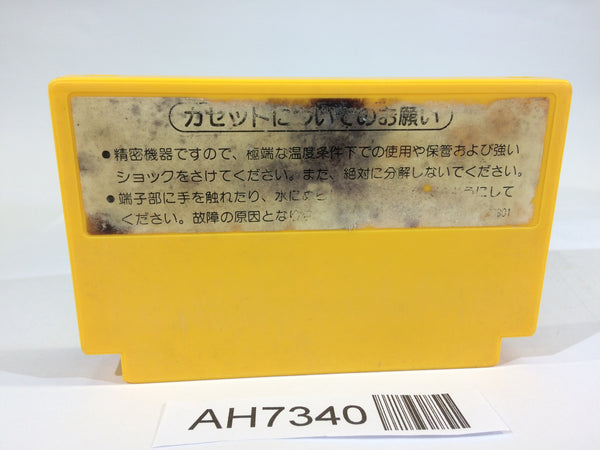 カセットについてのお願い
●精密機器ですので、極端な温度条件下での使用や保管および強い
ショックをさけてください。また、絶対に分解しないでください。
●端子部に手を触れたり、水にぬら にして
ください。故障の原因となり
AH7340